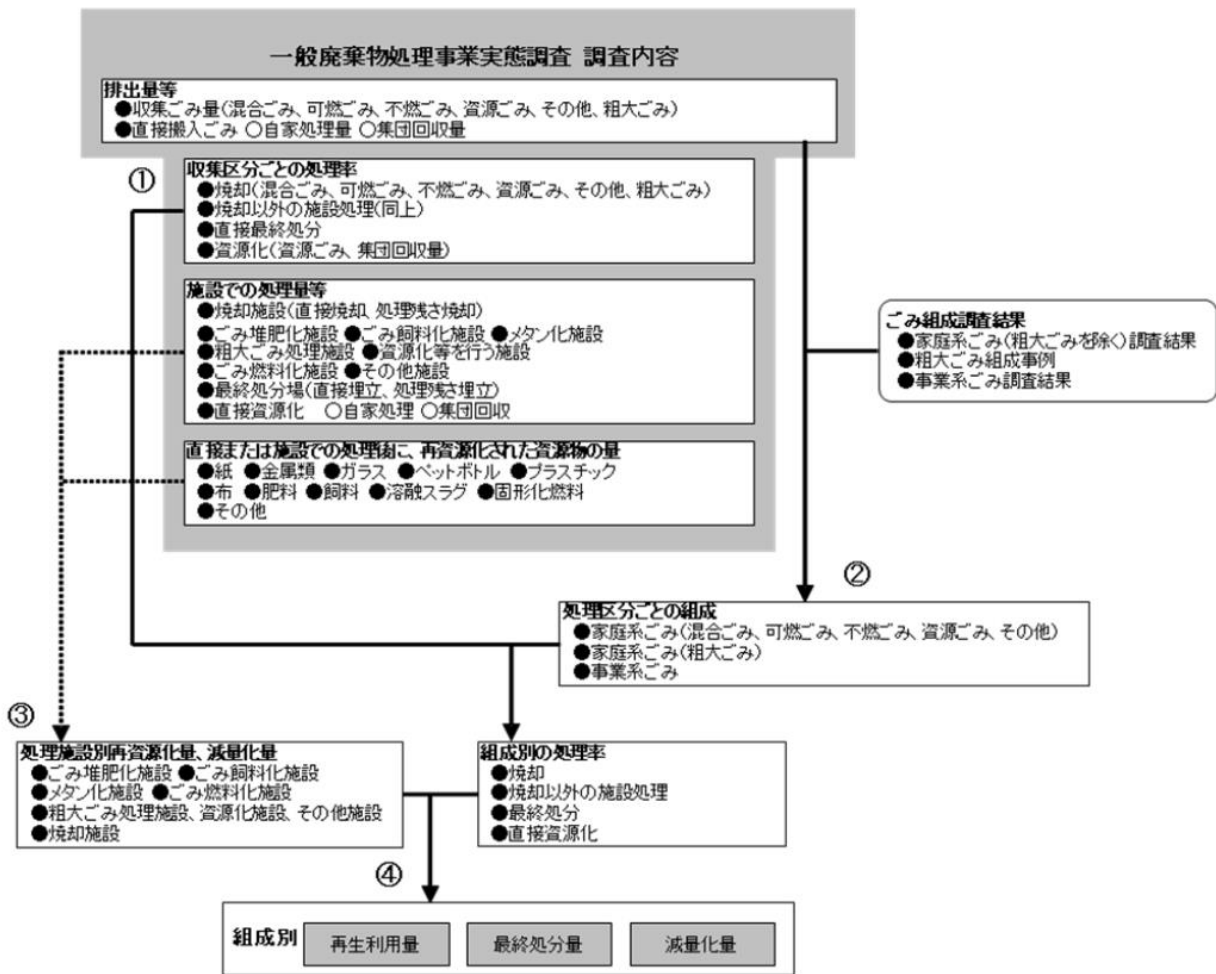 一般廃棄物処理事業実態調査 調査内容
排出量等
●収集ごみ量(混合ごみ、可燃ごみ、不燃ごみ、資源ごみ、その他、粗大ごみ)
●直接搬入ごみ ○自家処理量 ○集団回収量
①
収集区分ごとの処理率
●焼却(混合ごみ、可燃ごみ、不燃ごみ、資源ごみ、その他、粗大ごみ)
●焼却以外の施設処理(同上)
●直接最終処分
●資源化(資源ごみ、集団回収量)
施設での処理量等
●焼却施設(直接焼却、処理残さ焼却)
●ごみ堆肥化施設 ●ごみ飼料化施設 ●メタン化施設
●粗大ごみ処理施設 ●資源化等を行う施設
●ごみ燃料化施設 ●その他施設
●最終処分場(直接埋立、処理残さ埋立)
●直接資源化 ○自家処理 ○集団回収
ごみ組成調査結果
●家庭系ごみ(粗大ごみを除く)調査結果
●粗大ごみ組成事例
●事業系ごみ調査結果
直接または施設での処理後に、再資源化された資源物の量
●紙 ●金属類 ●ガラス ●ペットボトル ●プラスチック
●布 ●肥料 ●飼料 ●溶融スラグ ●固形化燃料
●その他
②
処理区分ごとの組成
●家庭系ごみ(混合ごみ、可燃ごみ、不燃ごみ、資源ごみ、その他)
●家庭系ごみ(粗大ごみ)
●事業系ごみ
③
処理施設別再資源化量、減量化量
●ごみ堆肥化施設 ●ごみ飼料化施設
●メタン化施設 ●ごみ燃料化施設
●粗大ごみ処理施設、資源化施設、その他施設
●焼却施設
組成別の処理率
●焼却
●焼却以外の施設処理
●最終処分
●直接資源化
④
組成別 再生利用量 最終処分量 減量化量